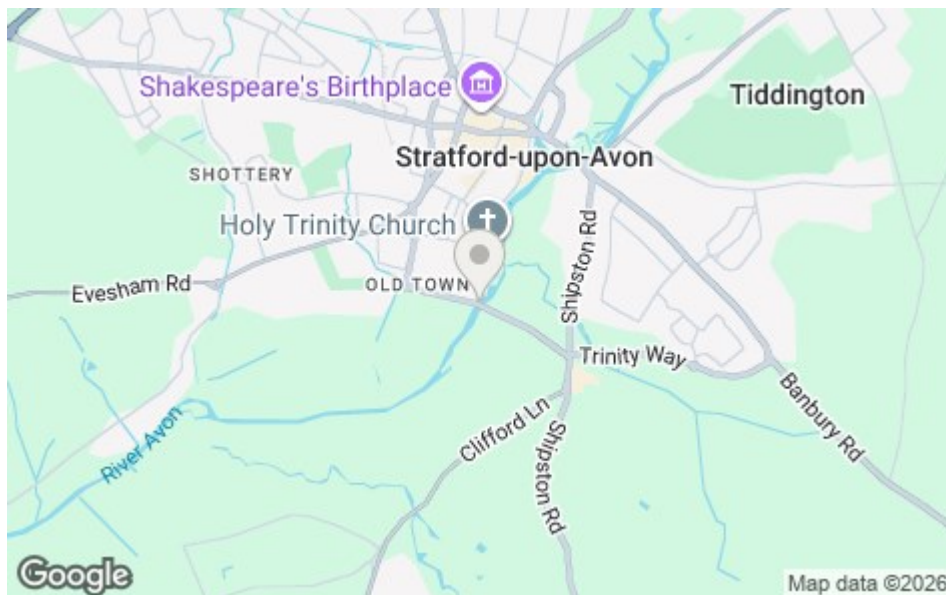 Shakespeare's Birthplace
Tiddington
Stratford-upon-Avon
SHOTTERY
Holy Trinity Church
Shipston Rd
Evesham Rd
OLD TOWN
Trinity Way
Banbury Rd
River Avon
Clifford Ln
Shipston Rd
Google
Map data ©2026